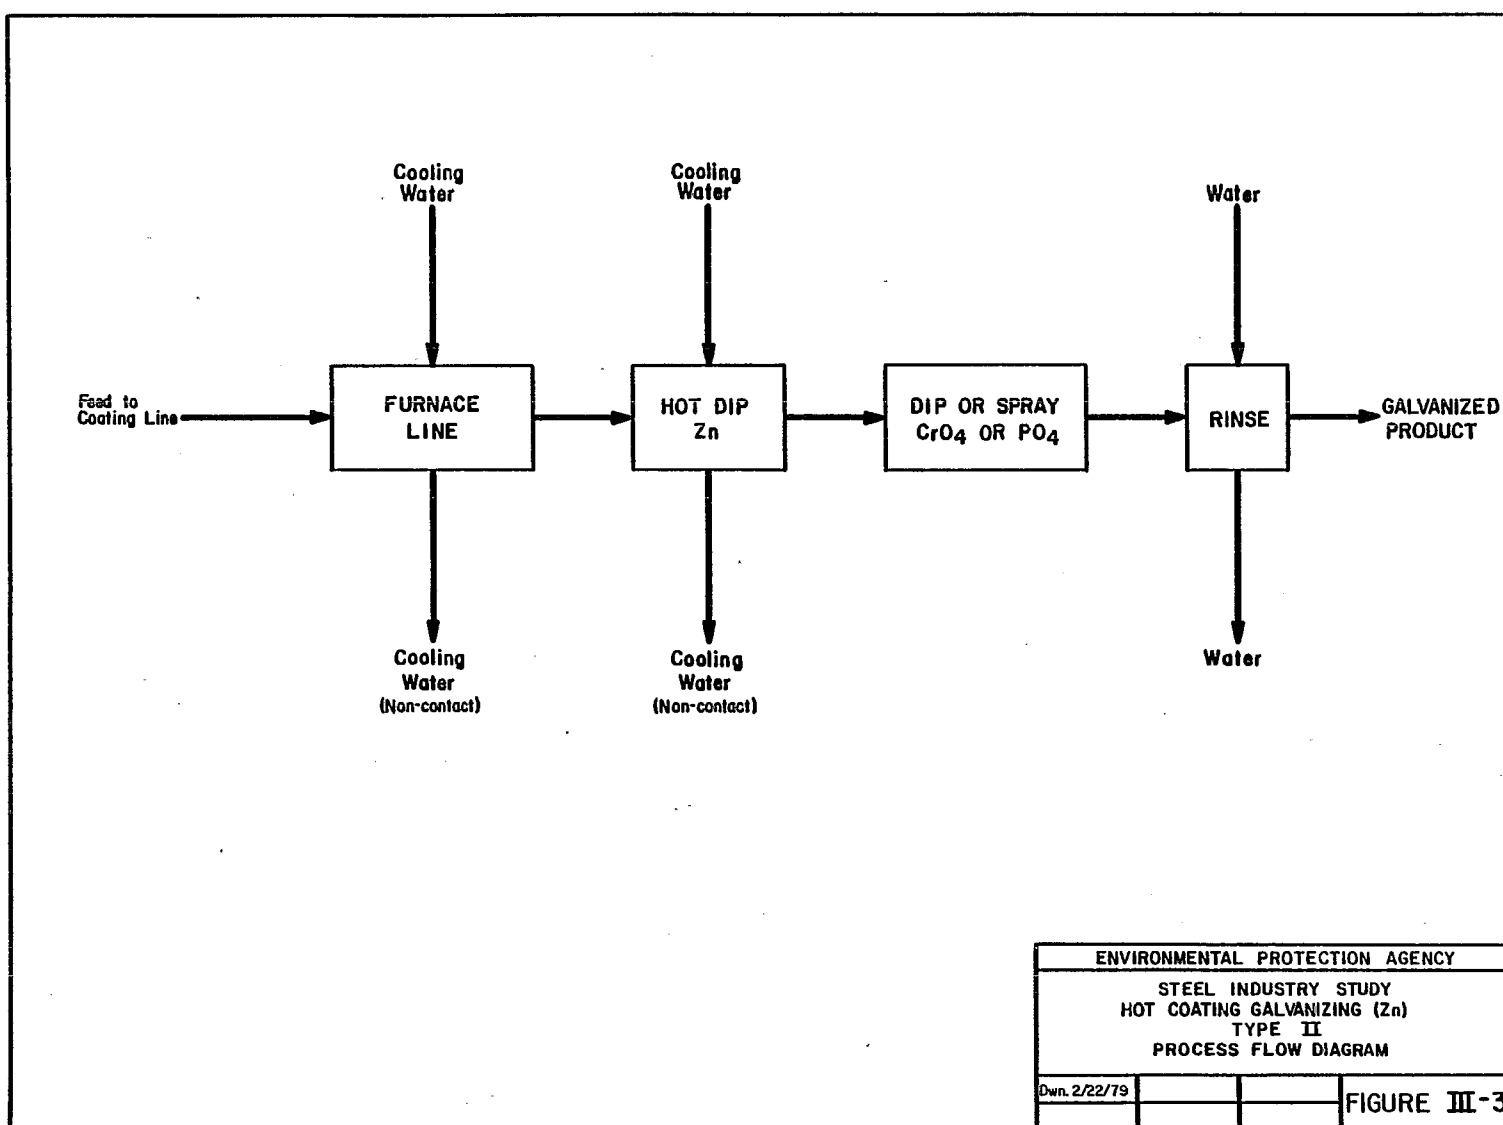 Cooling
Water
Cooling
Water
Water
Feed to
Coating Line
FURNACE
LINE
HOT DIP
Zn
DIP OR SPRAY
CrO4 OR PO4
RINSE
GALVANIZED
PRODUCT
Cooling
Water
(Non-contact)
Cooling
Water
(Non-contact)
Water
ENVIRONMENTAL PROTECTION AGENCY
STEEL INDUSTRY STUDY
HOT COATING GALVANIZING (Zn)
TYPE II
PROCESS FLOW DIAGRAM
Dwn. 2/22/79
FIGURE III-3